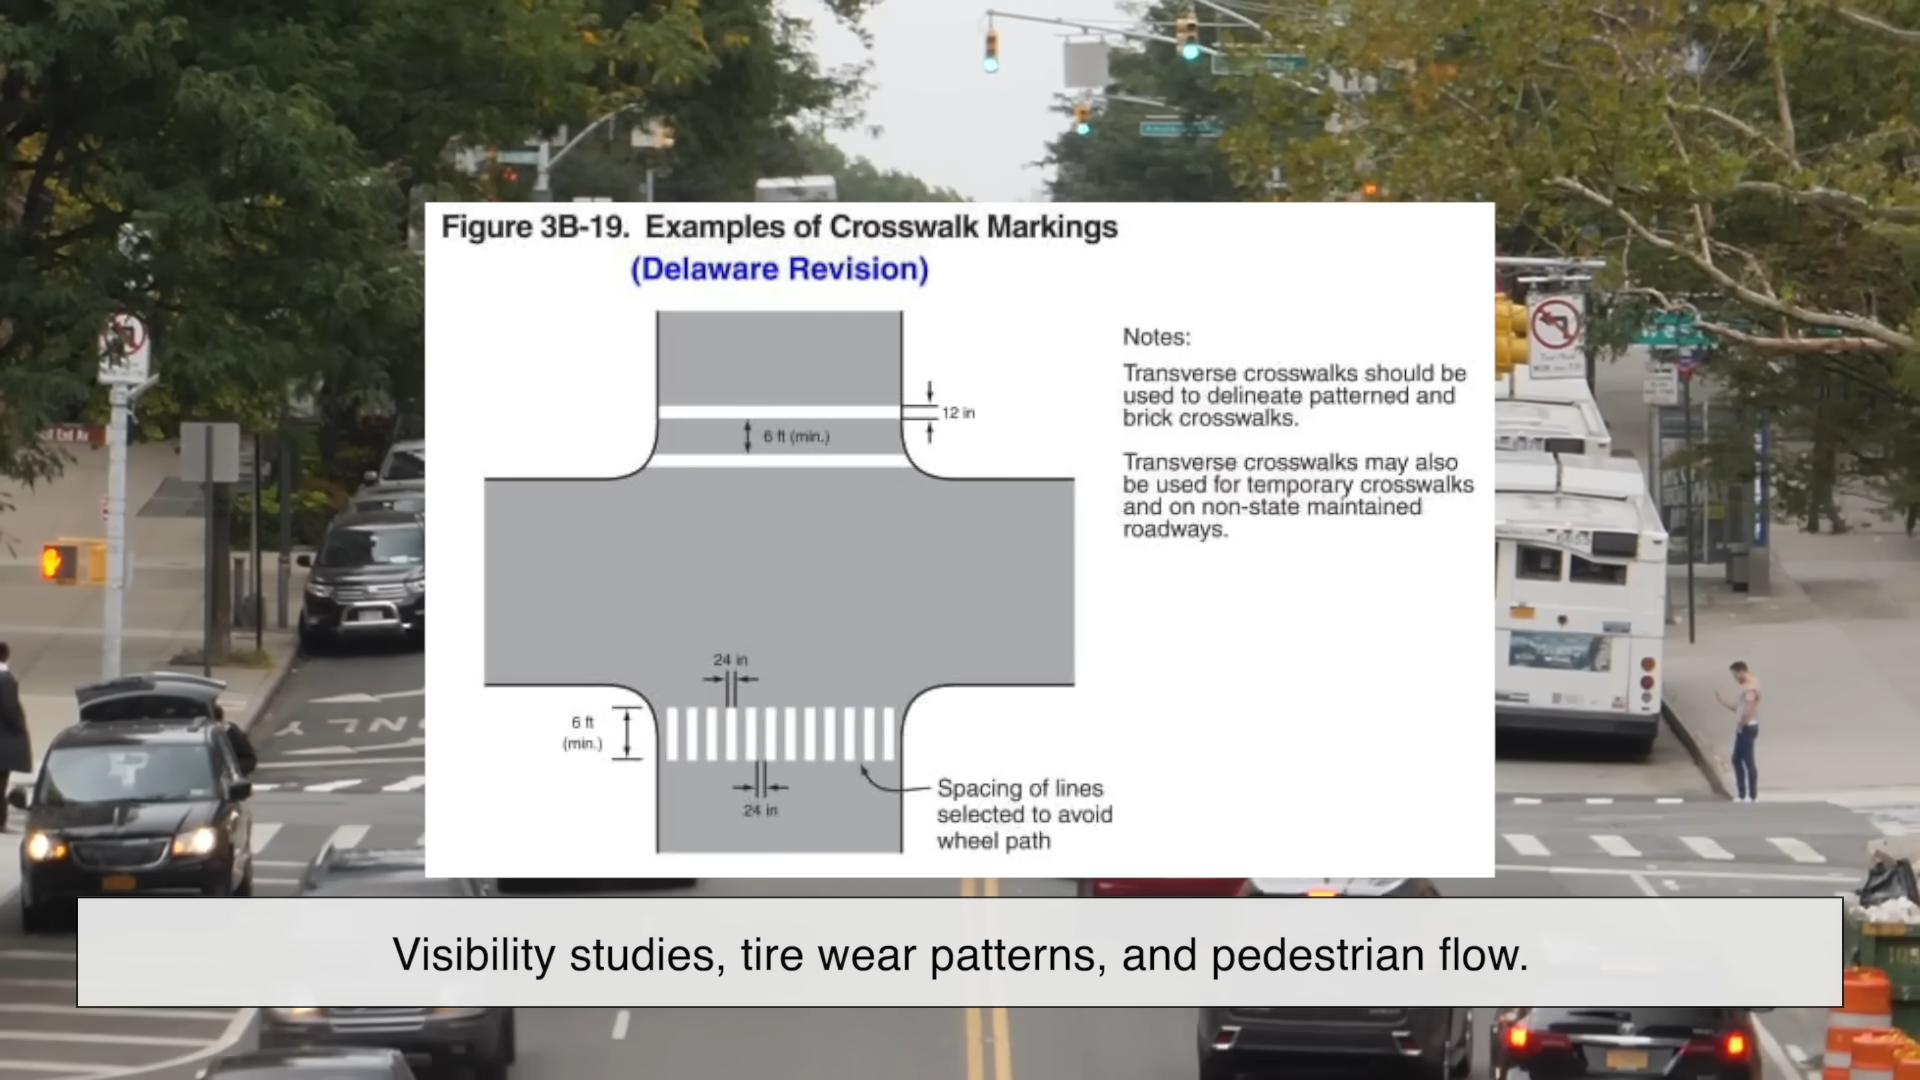 Figure 3B-19. Examples of Crosswalk Markings
(Delaware Revision)
12 in
6 ft (min.)
Notes:
Transverse crosswalks should be
used to delineate patterned and
brick crosswalks.
Transverse crosswalks may also
be used for temporary crosswalks
and on non-state maintained
roadways.
24 in
6 ft
(min.)
24 in
Spacing of lines
selected to avoid
wheel path
ONLY
Visibility studies, tire wear patterns, and pedestrian flow.